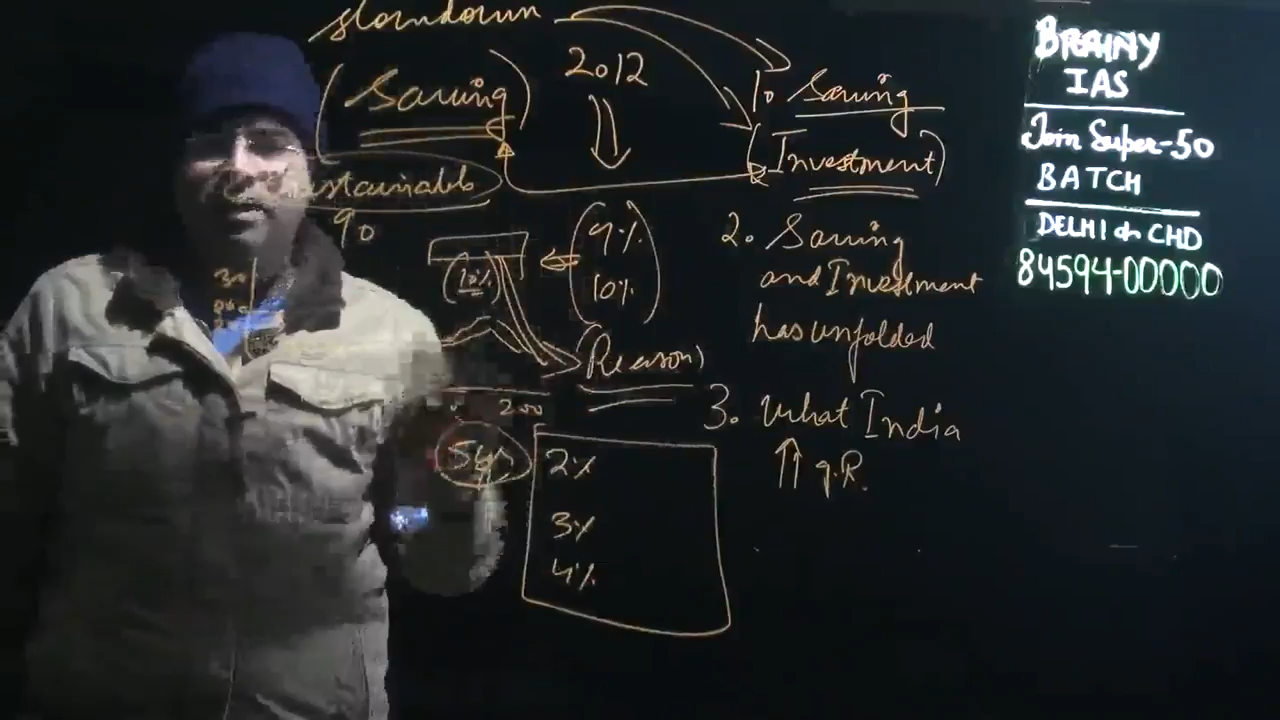 slowdown
(Saving)
2012
1. Saving
(Investment)
90
(10%)
9%
10%
(Reason)
200
5yr
2%
3%
4%
2. Saving
and Investment
has unfolded
3. What India
g.R.
BRAINY
IAS
Join Super-50
BATCH
DELHI ch CHD
84594-00000